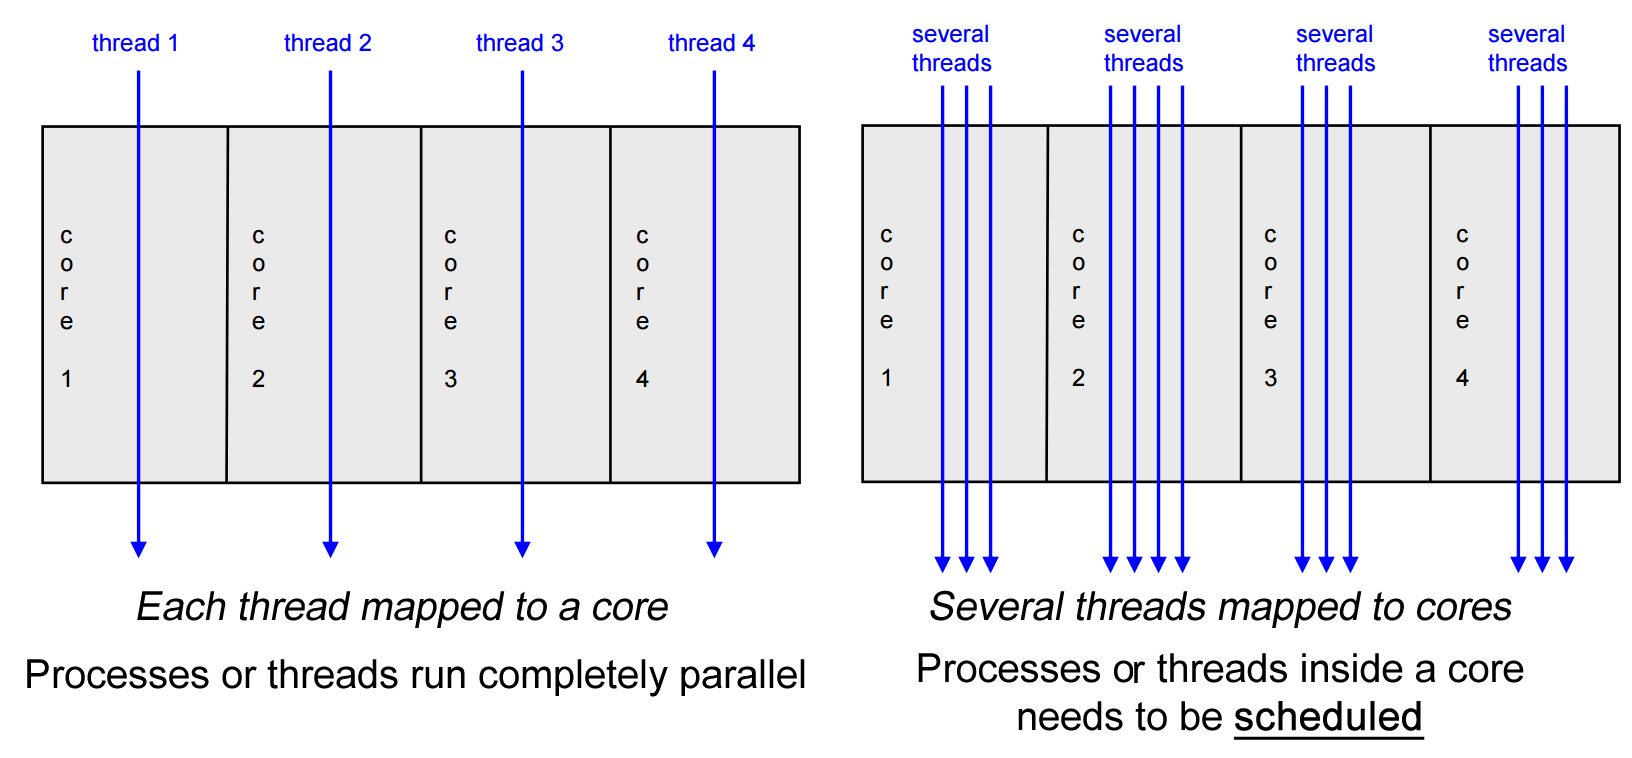 thread 1
thread 2
thread 3
thread 4
core 1
core 2
core 3
core 4
Each thread mapped to a core
Processes or threads run completely parallel
several
threads
several
threads
several
threads
several
threads
core 1
core 2
core 3
core 4
Several threads mapped to cores
Processes or threads inside a core
needs to be scheduled